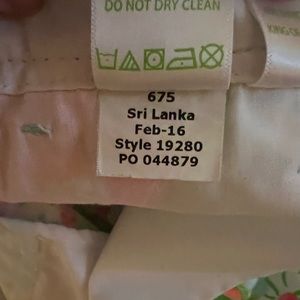 DO NOT DRY CLEAN
675
Sri Lanka
Feb-16
Style 19280
PO 044879